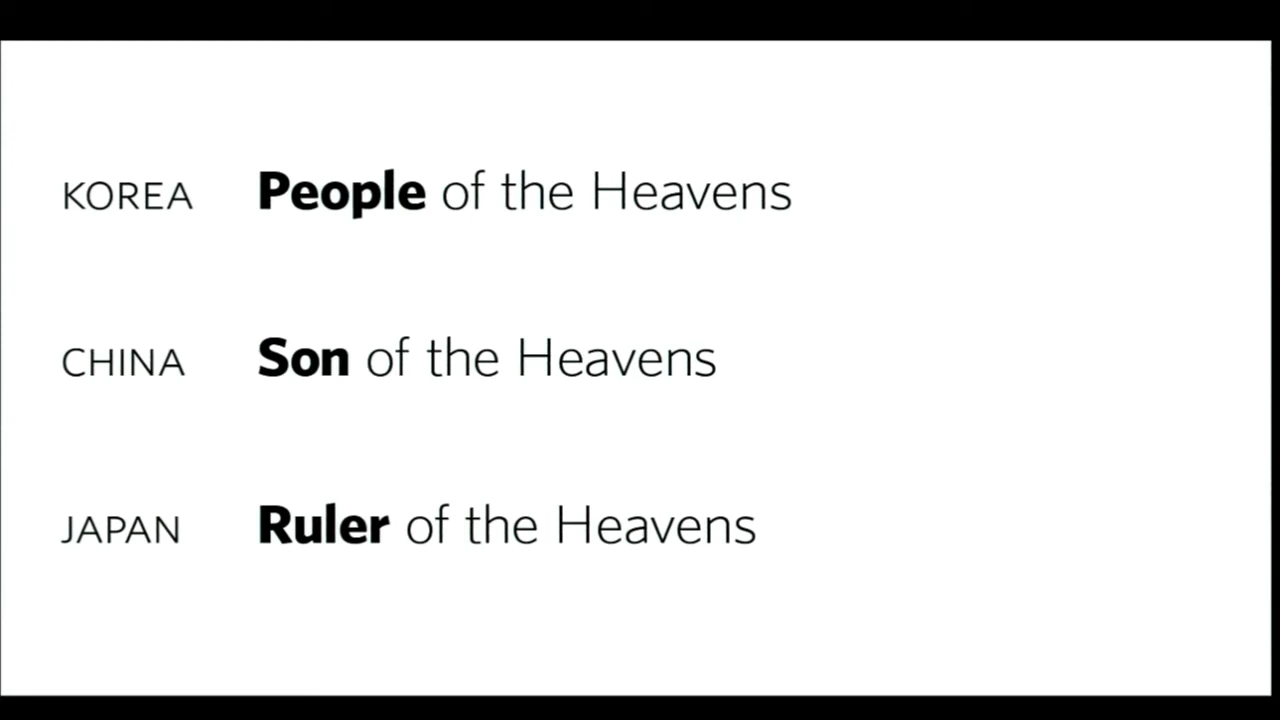 KOREA People of the Heavens
CHINA Son of the Heavens
JAPAN Ruler of the Heavens